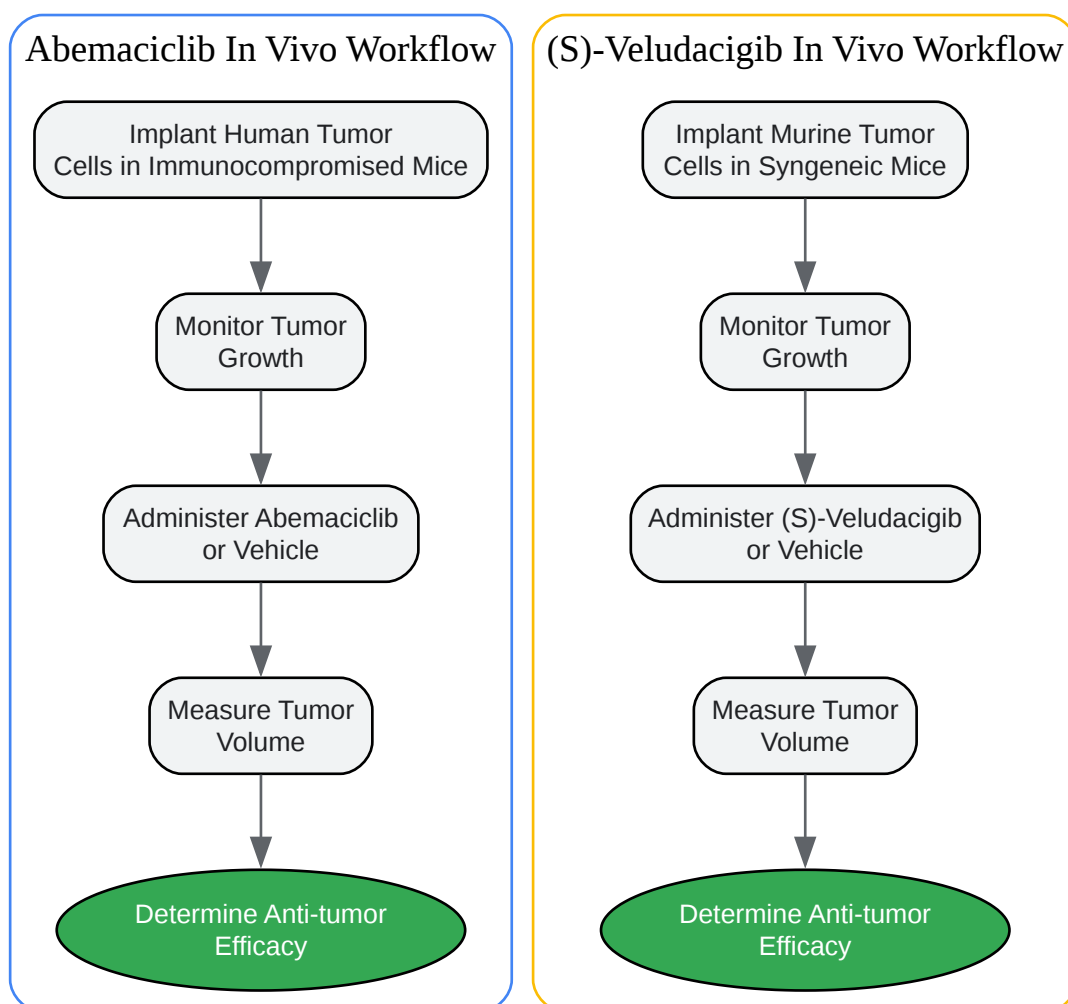 Abemaciclib In Vivo Workflow
Implant Human Tumor
Cells in Immunocompromised Mice
Monitor Tumor
Growth
Administer Abemaciclib
or Vehicle
Measure Tumor
Volume
Determine Anti-tumor
Efficacy
(S)-Veludacigib In Vivo Workflow
Implant Murine Tumor
Cells in Syngeneic Mice
Monitor Tumor
Growth
Administer (S)-Veludacigib
or Vehicle
Measure Tumor
Volume
Determine Anti-tumor
Efficacy